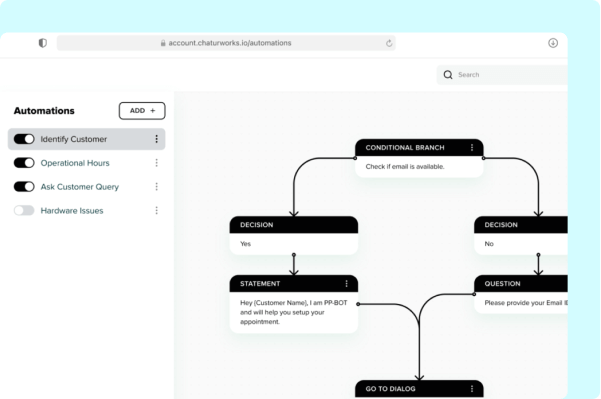 account.chaturworks.io/automations
Search
Automations
ADD +
Identify Customer
Operational Hours
Ask Customer Query
Hardware Issues
CONDITIONAL BRANCH
Check if email is available.
DECISION
Yes
DECISION
No
STATEMENT
Hey {Customer Name}, I am PP-BOT
and will help you setup your
appointment.
QUESTION
Please provide your Email
GO TO DIALOG